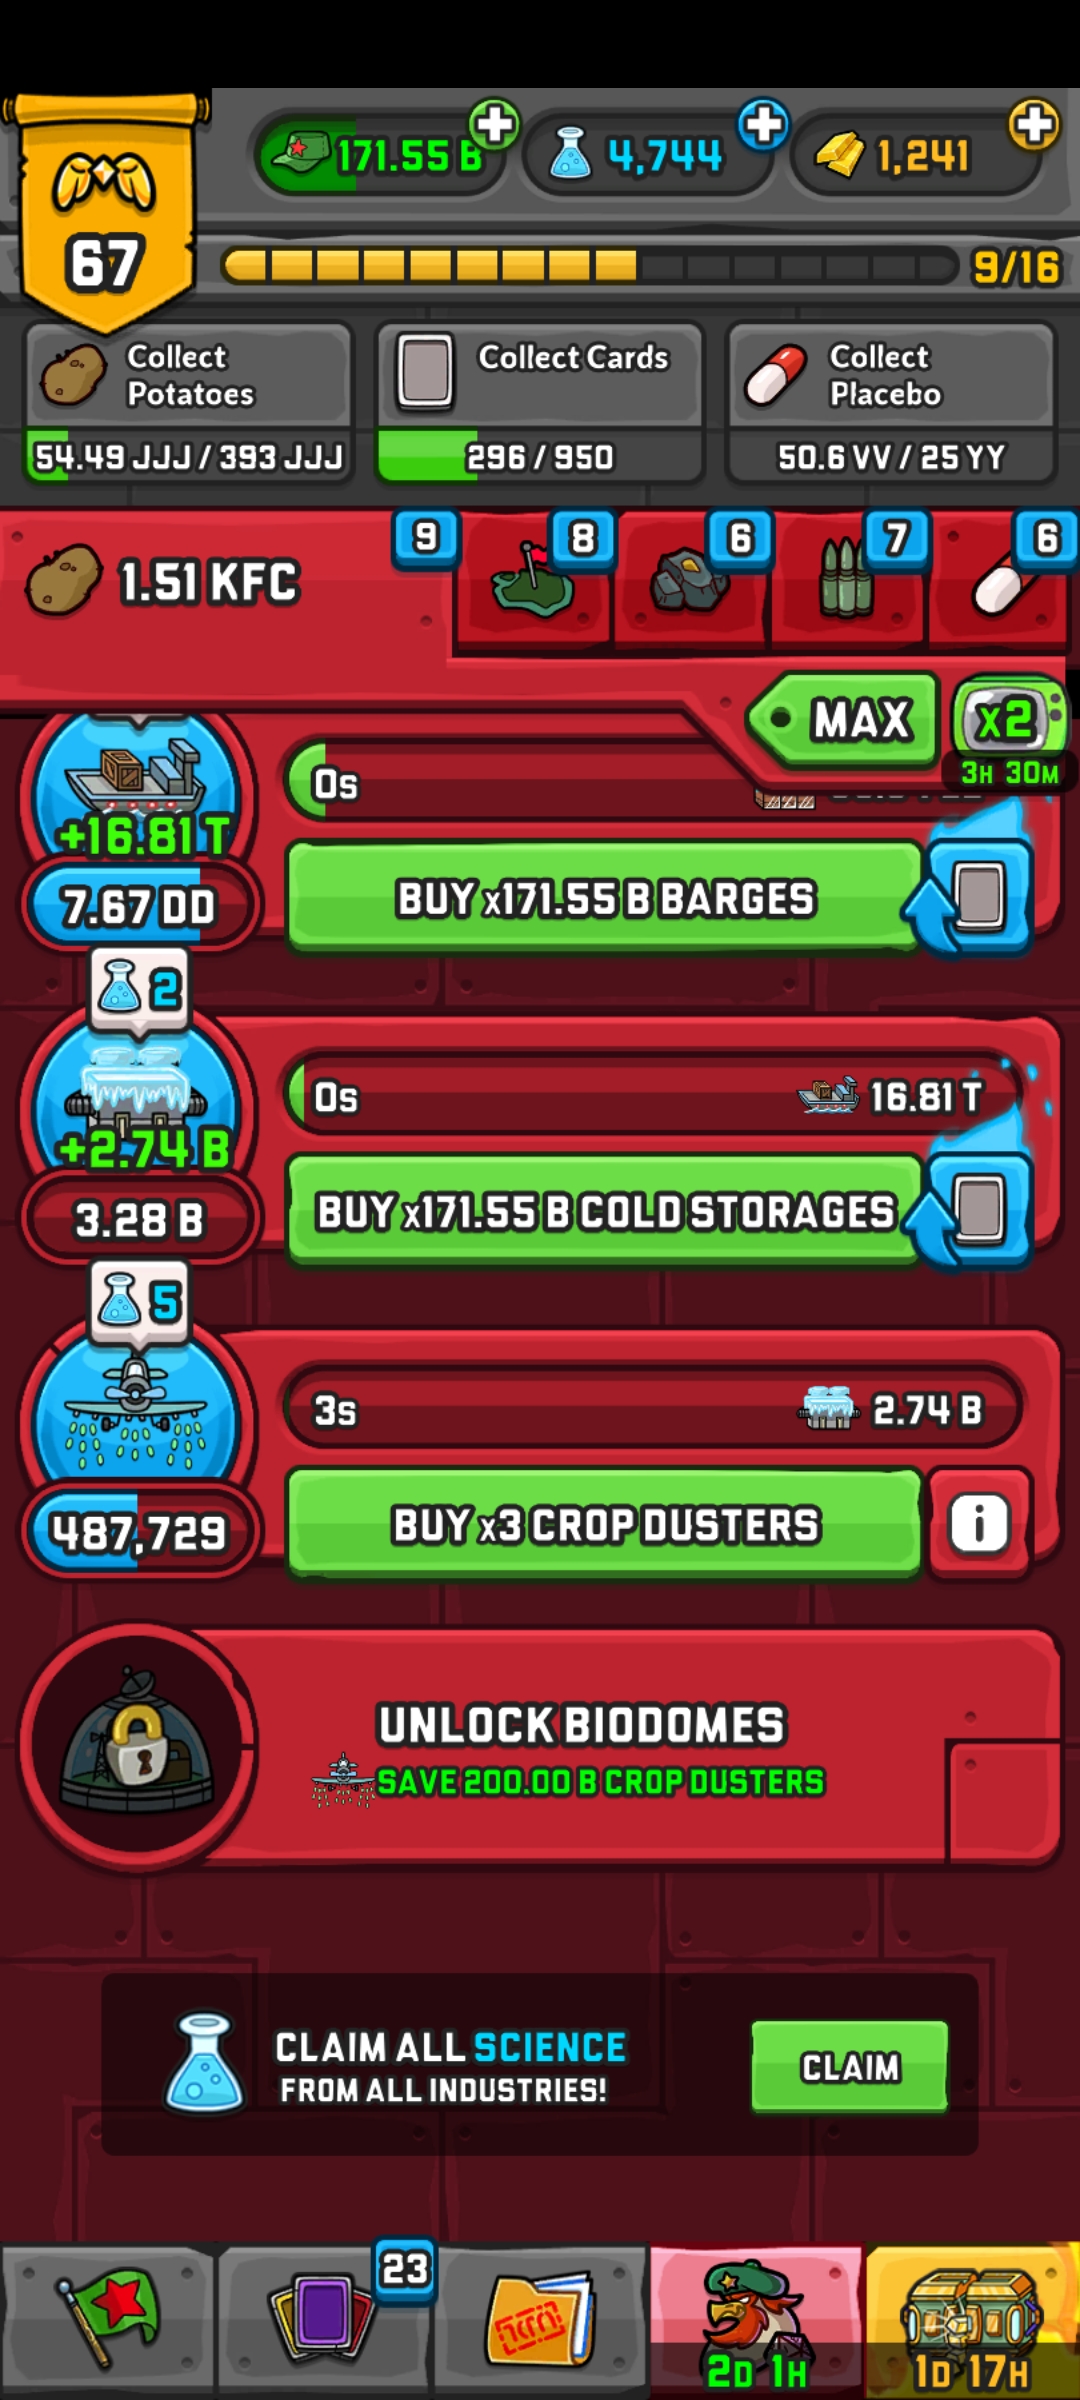 171.55 B
4,744
1,241
67
9/16
Collect
Potatoes
54.49 JJJ / 393 JJJ
Collect Cards
296 / 950
Collect
Placebo
50.6 VV / 25 YY
1.51 KFC
9
8
6
7
6
MAX
x2
3H 30M
0s
+16.81 T
7.67 DD
BUY x171.55 B BARGES
2
0s
16.81 T
+2.74 B
3.28 B
BUY x171.55 B COLD STORAGES
5
3s
2.74 B
487,729
BUY x3 CROP DUSTERS
i
UNLOCK BIODOMES
SAVE 200.00 B CROP DUSTERS
CLAIM ALL SCIENCE
FROM ALL INDUSTRIES!
CLAIM
23
2D 1H
1D 17H